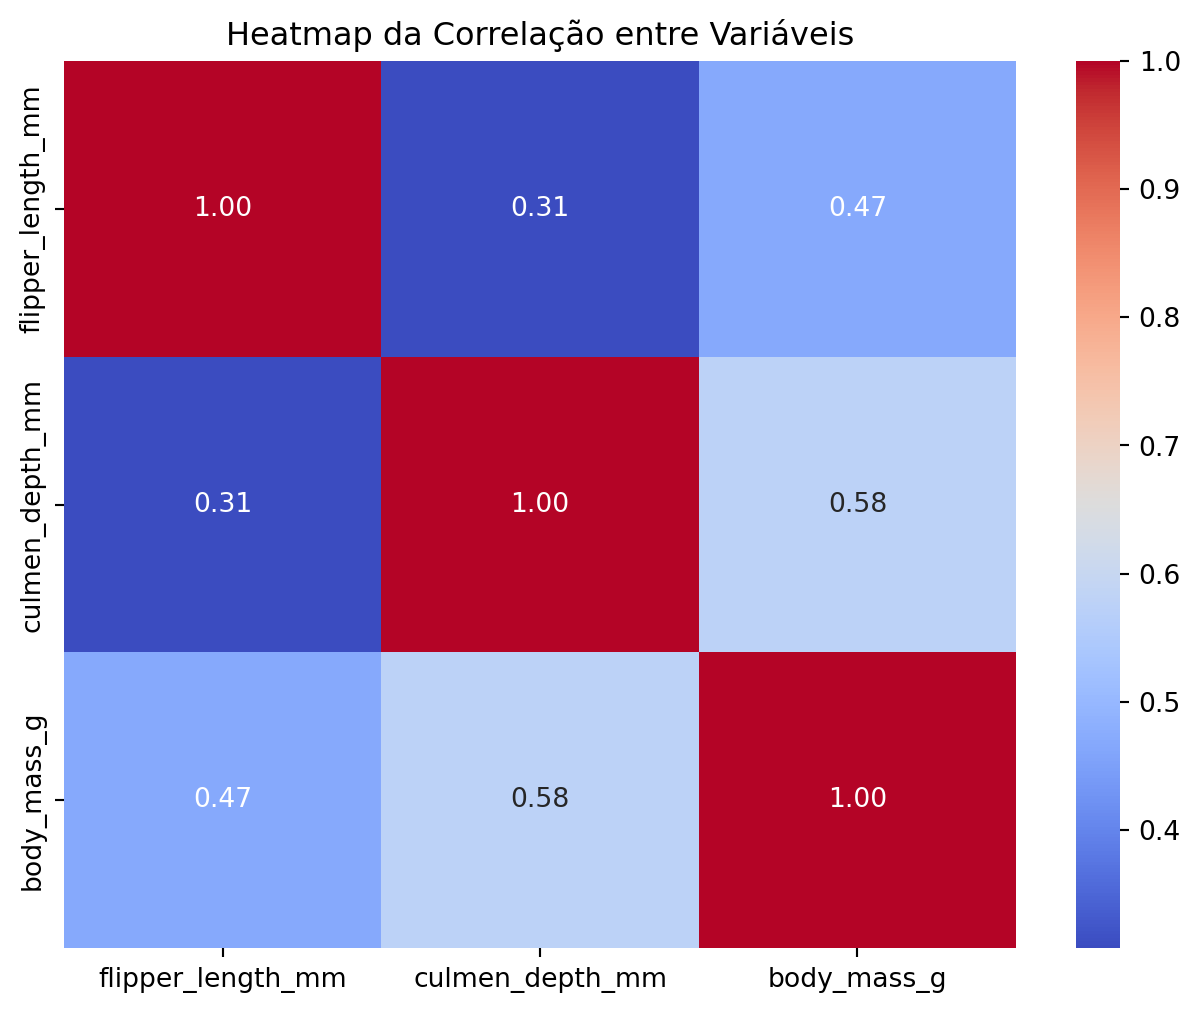 Heatmap da Correlação entre Variáveis
flipper_length_mm
1.00
0.31
0.47
culmen_depth_mm
0.31
1.00
0.58
body_mass_g
0.47
0.58
1.00
flipper_length_mm
culmen_depth_mm
body_mass_g
1.0
0.9
0.8
0.7
0.6
0.5
0.4